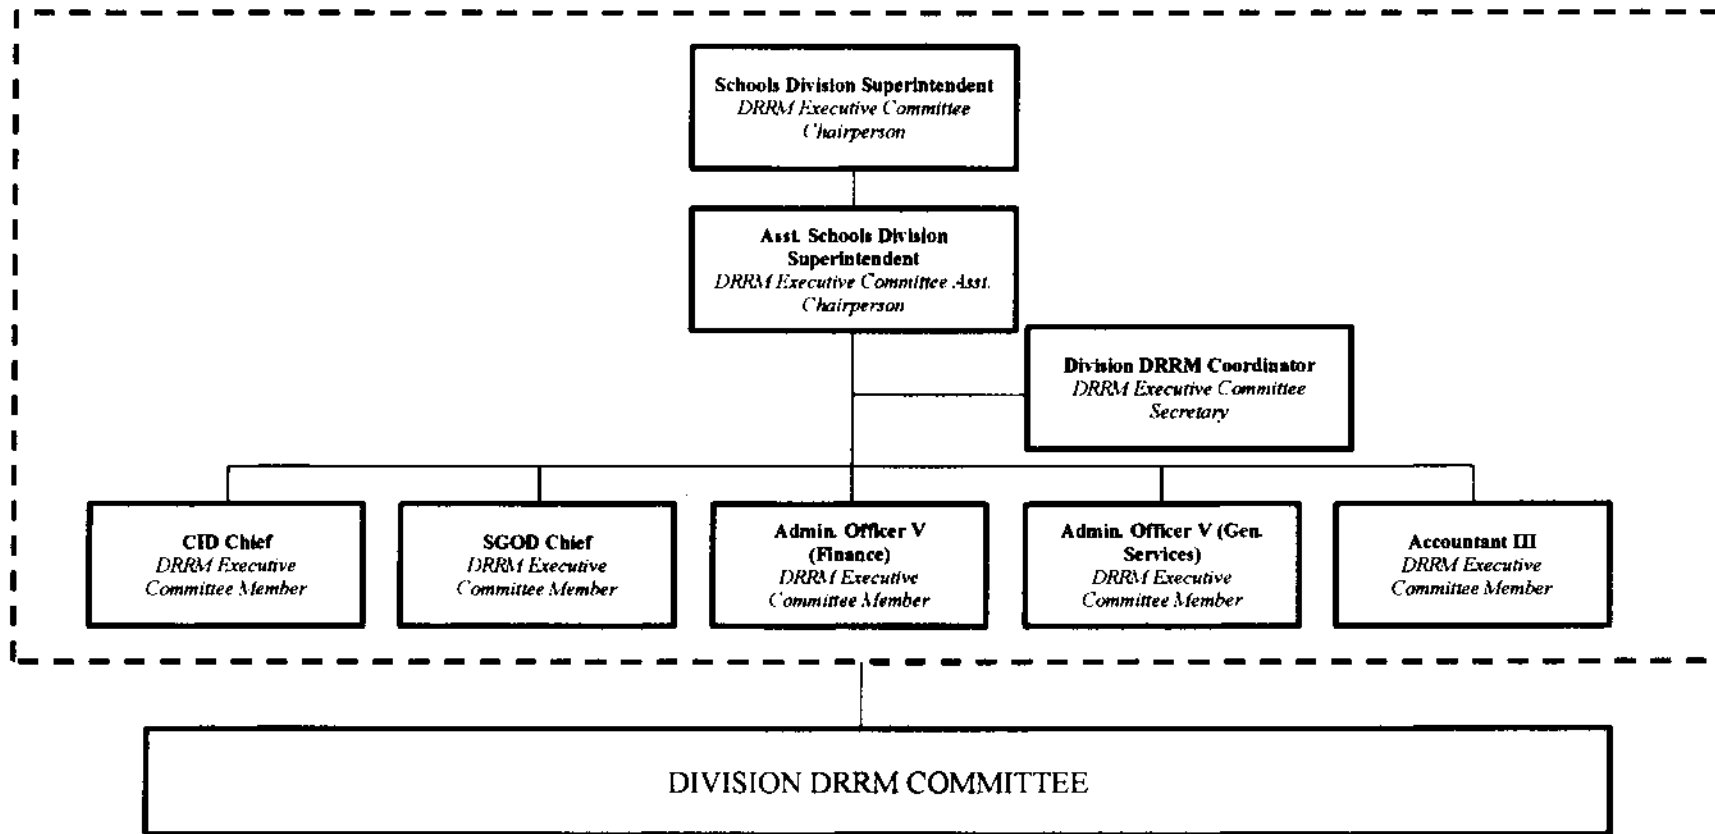 Schools Division Superintendent
DRRM Executive Committee
Chairperson
Asst. Schools Division
Superintendent
DRRM Executive Committee Asst.
Chairperson
Division DRRM Coordinator
DRRM Executive Committee
Secretary
CID Chief
DRRM Executive
Committee Member
SGOD Chief
DRRM Executive
Committee Member
Admin. Officer V
(Finance)
DRRM Executive
Committee Member
Admin. Officer V (Gen.
Services)
DRRM Executive
Committee Member
Accountant III
DRRM Executive
Committee Member
DIVISION DRRM COMMITTEE